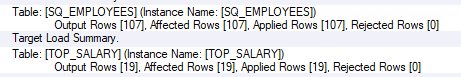 Table: [SQ_EMPLOYEES] (Instance Name: [SQ_EMPLOYEES])
Output Rows [107], Affected Rows [107], Applied Rows [107], Rejected Rows [0]
Target Load Summary.
Table: [TOP_SALARY] (Instance Name: [TOP_SALARY])
Output Rows [19], Affected Rows [19], Applied Rows [19], Rejected Rows [0]